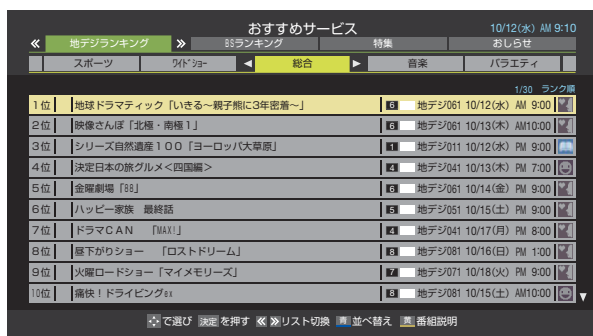 おすすめサービス 10/12(水) AM 9:10
≪ 地デジランキング ≫ BSランキング 特集 おしらせ
スポーツ ワイドショー ◀ 総合 ▶ 音楽 バラエティ
1/30 ランク順
1位 地球ドラマティック「いきる～親子熊に3年密着～」 6 地デジ061 10/12(水) AM 9:00
2位 映像さんぽ「北極・南極1」 6 地デジ061 10/13(木) AM10:00
3位 シリーズ自然遺産100「ヨーロッパ大草原」 1 地デジ011 10/12(水) PM 9:00
4位 決定日本の旅グルメ<四国編> 4 地デジ041 10/13(木) PM 7:00
5位 金曜劇場「88」 6 地デジ061 10/14(金) PM 9:00
6位 ハッピー家族 最終話 5 地デジ051 10/15(土) PM 9:00
7位 ドラマCAN 「MAX!」 4 地デジ041 10/17(月) PM 8:00
8位 昼下がりショー 「ロストドリーム」 8 地デジ081 10/16(日) PM 1:00
9位 火曜ロードショー「マイメモリーズ」 7 地デジ071 10/18(火) PM 9:00
10位 痛快！ドライビングex 8 地デジ081 10/15(土) AM10:00
で選び 決定 を押す ≪ ≫リスト切換 青 並べ替え 黄 番組説明